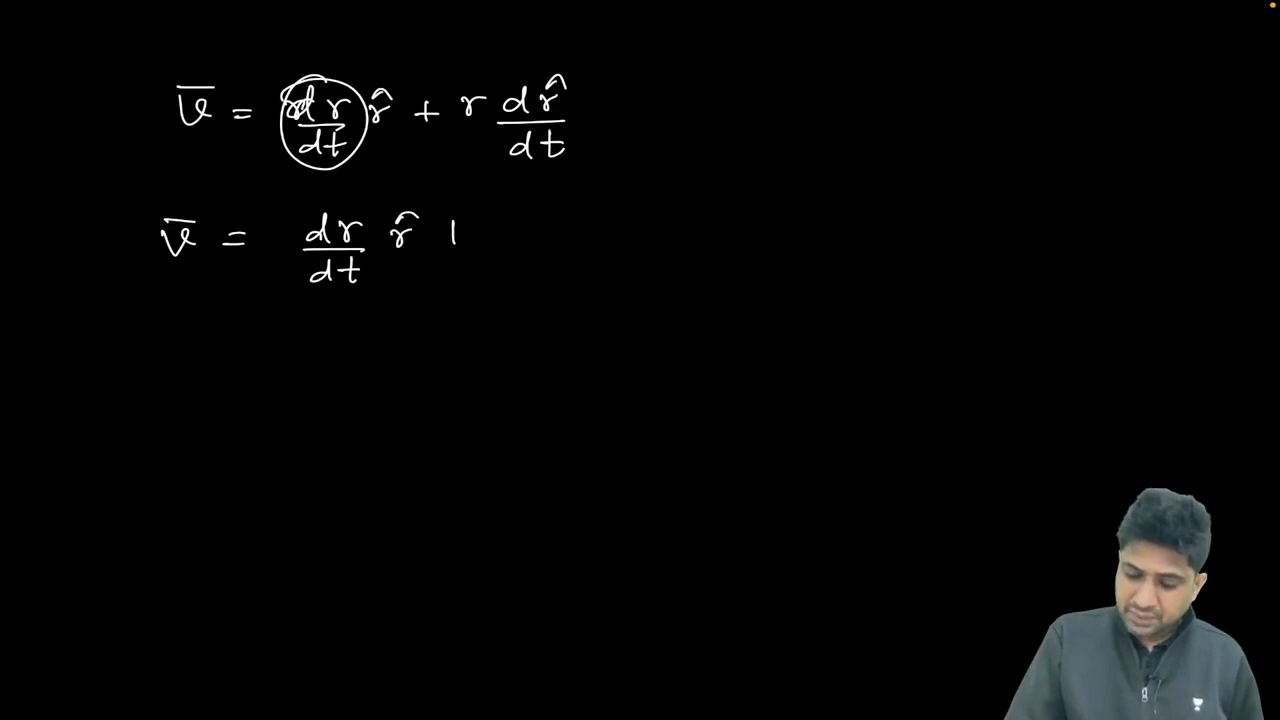 v̄ = dr/dt r̂ + r dr̂/dt
v̄ = dr/dt r̂